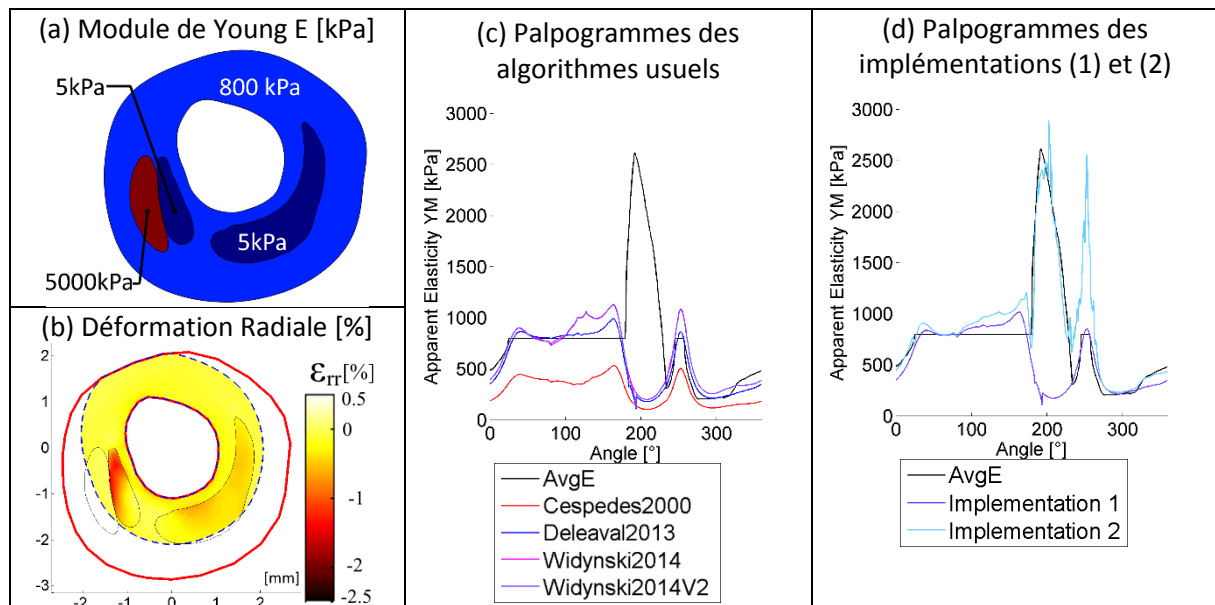 (a) Module de Young E [kPa]
5kPa
800 kPa
5kPa
5000kPa
(b) Déformation Radiale [%]
2
1
0
-1
-2
-3
-2
-1
0
1
2
[mm]
εrr[%]
0.5
0
-1
-2
-2.5
(c) Palpogrammes des
algorithmes usuels
Apparent Elasticity YM [kPa]
3000
2500
2000
1500
1000
500
0
0
100
200
300
Angle [°]
AvgE
Cespedes2000
Deleaval2013
Widynski2014
Widynski2014V2
(d) Palpogrammes des
implémentations (1) et (2)
Apparent Elasticity YM [kPa]
3000
2500
2000
1500
1000
500
0
0
100
200
300
Angle [°]
AvgE
Implementation 1
Implementation 2